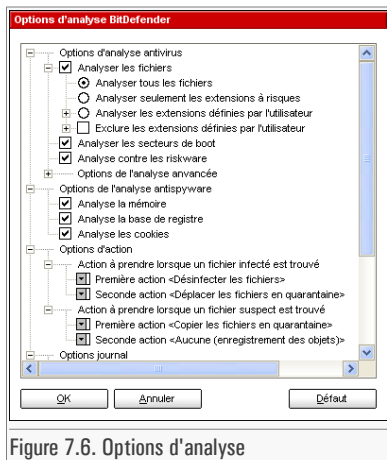 Options d'analyse BitDefender
Options d'analyse antivirus
Analyser les fichiers
Analyser tous les fichiers
Analyser seulement les extensions à risques
Analyser les extensions définies par l'utilisateur
Exclure les extensions définies par l'utilisateur
Analyser les secteurs de boot
Analyse contre les riskware
Options de l'analyse anvancée
Options de l'analyse antispyware
Analyse la mémoire
Analyse la base de registre
Analyse les cookies
Options d'action
Action à prendre lorsque un fichier infecté est trouvé
Première action <Désinfecter les fichiers>
Seconde action <Déplacer les fichiers en quarantaine>
Action à prendre lorsque un fichier suspect est trouvé
Première action <Copier les fichiers en quarantaine>
Seconde action <Aucune (enregistrement des objets)>
Options journal
OK Annuler Défaut
Figure 7.6. Options d'analyse